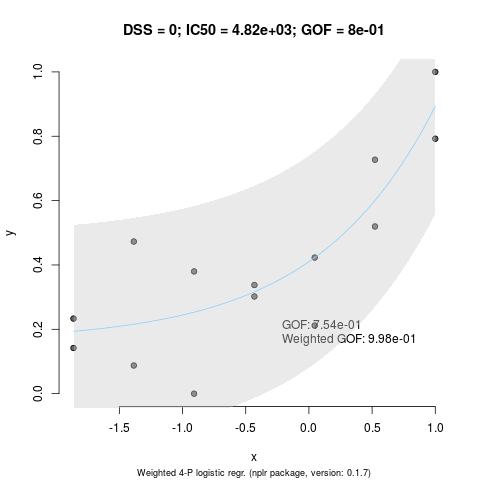 DSS = 0; IC50 = 4.82e+03; GOF = 8e-01
1.0
0.8
0.6
0.4
0.2
0.0
y
GOF: 7.54e-01
Weighted GOF: 9.98e-01
-1.5 -1.0 -0.5 0.0 0.5 1.0
x
Weighted 4-P logistic regr. (nplr package, version: 0.1.7)